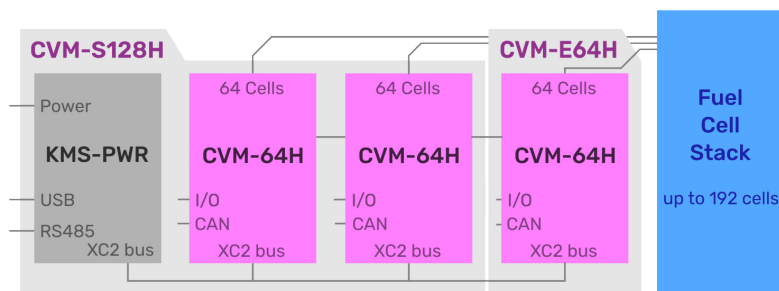 CVM-S128H
CVM-E64H
Power
KMS-PWR
USB
RS485
XC2 bus
64 Cells
CVM-64H
I/O
CAN
XC2 bus
64 Cells
CVM-64H
I/O
CAN
XC2 bus
64 Cells
CVM-64H
I/O
CAN
XC2 bus
Fuel
Cell
Stack
up to 192 cells